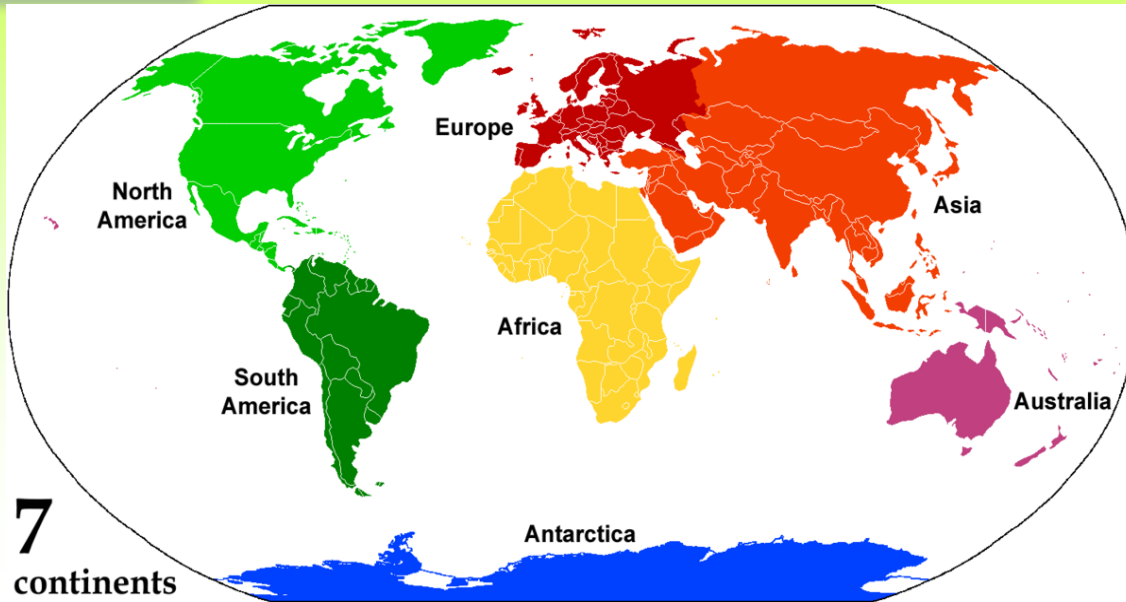 Europe
North
America
Asia
Africa
South
America
Australia
Antarctica
7
continents